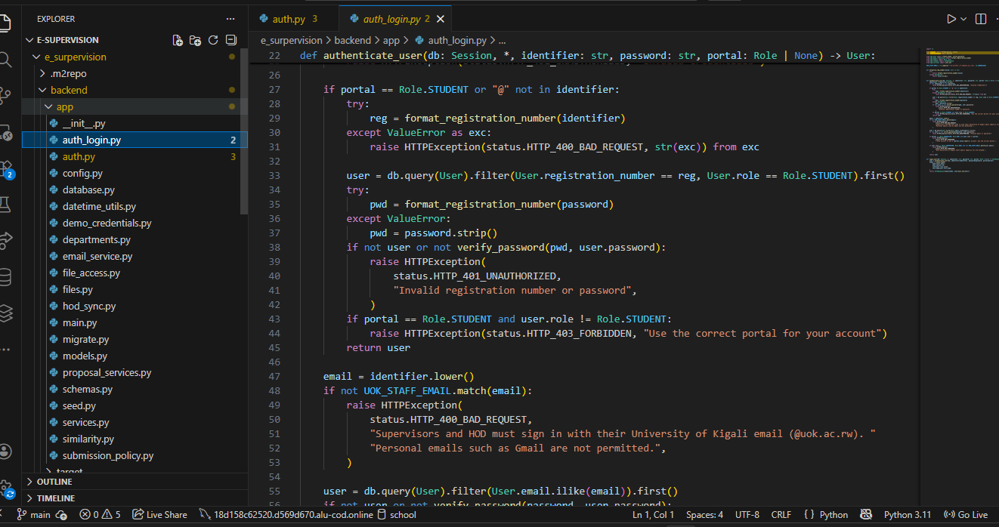 EXPLORER
E-SUPERVISION
e_surpervision
.m2repo
backend
app
__init__.py
auth_login.py 2
auth.py 3
config.py
database.py
datetime_utils.py
demo_credentials.py
departments.py
email_service.py
file_access.py
files.py
hod_sync.py
main.py
migrate.py
models.py
proposal_services.py
schemas.py
seed.py
services.py
similarity.py
submission_policy.py
target
OUTLINE
TIMELINE
2
auth.py 3
auth_login.py 2
e_surpervision > backend > app > auth_login.py > ...
22 def authenticate_user(db: Session, *, identifier: str, password: str, portal: Role | None) -> User:
26
27 if portal == Role.STUDENT or "@" not in identifier:
28 try:
29 reg = format_registration_number(identifier)
30 except ValueError as exc:
31 raise HTTPException(status.HTTP_400_BAD_REQUEST, str(exc)) from exc
32
33 user = db.query(User).filter(User.registration_number == reg, User.role == Role.STUDENT).first()
34 try:
35 pwd = format_registration_number(password)
36 except ValueError:
37 pwd = password.strip()
38 if not user or not verify_password(pwd, user.password):
39 raise HTTPException(
40 status.HTTP_401_UNAUTHORIZED,
41 "Invalid registration number or password",
42 )
43 if portal == Role.STUDENT and user.role != Role.STUDENT:
44 raise HTTPException(status.HTTP_403_FORBIDDEN, "Use the correct portal for your account")
45 return user
46
47 email = identifier.lower()
48 if not UOK_STAFF_EMAIL.match(email):
49 raise HTTPException(
50 status.HTTP_400_BAD_REQUEST,
51 "Supervisors and HOD must sign in with their University of Kigali email (@uok.ac.rw). "
52 "Personal emails such as Gmail are not permitted.",
53 )
54
55 user = db.query(User).filter(User.email.ilike(email)).first()
56 if not user or not verify_password(password, user.password):
main 0 5 Live Share 18d158c62520.d569d670.alu-cod.online school Ln 1, Col 1 Spaces: 4 UTF-8 CRLF { } Python Python 3.11 Go Live